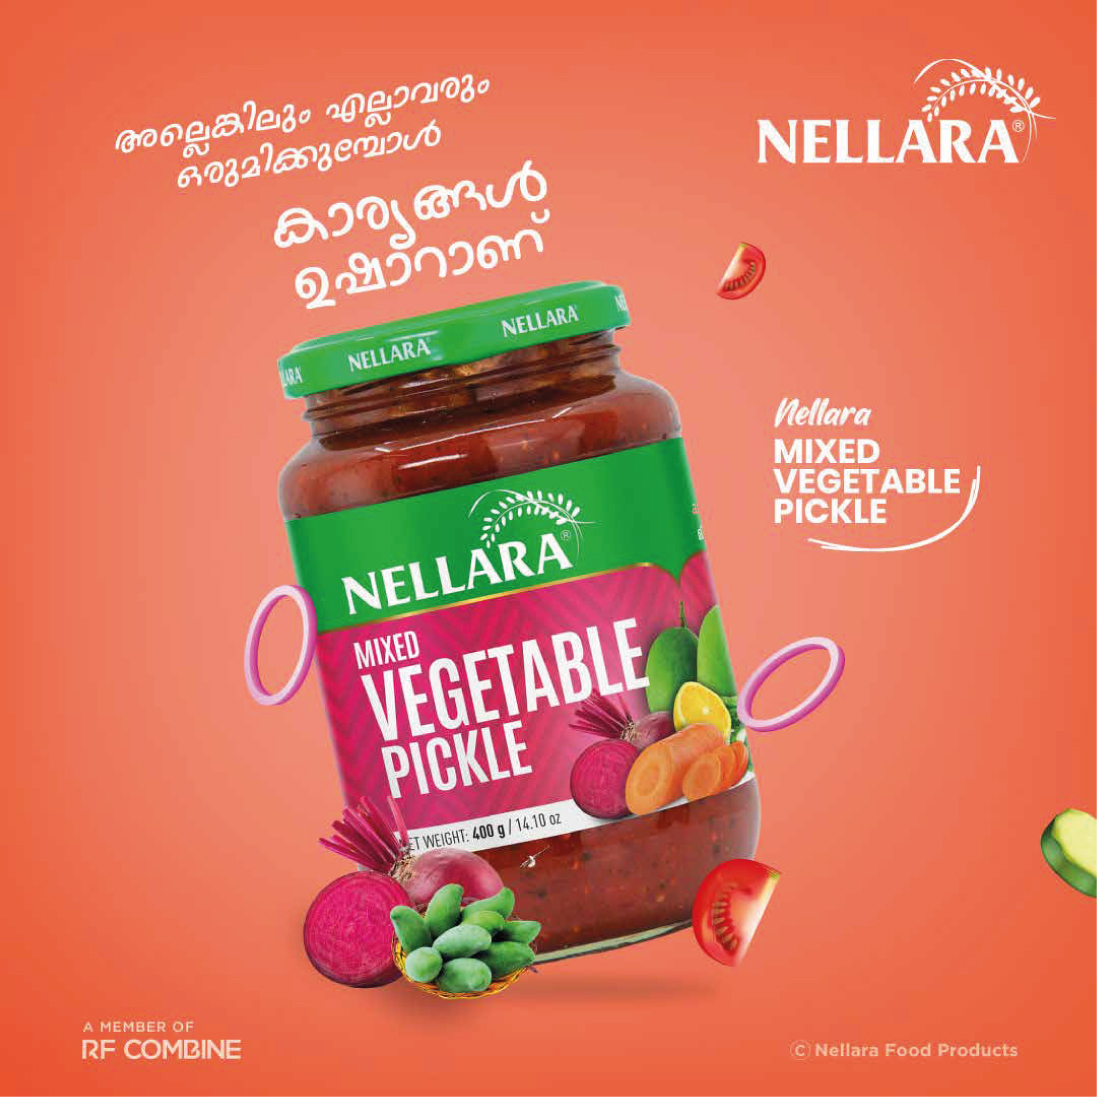 അല്ലെങ്കിലും എല്ലാവരും
ഒരുമിക്കുമ്പോൾ
കാര്യങ്ങൾ
ഉഷാറാണ്
NELLARA®
NELLARA
NELLARA
Nellara
MIXED
VEGETABLE
PICKLE
NELLARA®
MIXED
VEGETABLE
PICKLE
ET WEIGHT: 400 g / 14.10 oz
A MEMBER OF
RF COMBINE
© Nellara Food Products